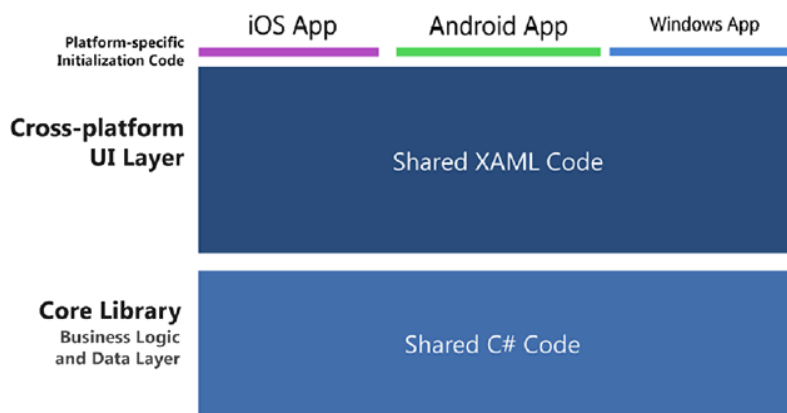 iOS App
Android App
Windows App
Platform-specific
Initialization Code
Cross-platform
UI Layer
Shared XAML Code
Core Library
Business Logic
and Data Layer
Shared C# Code